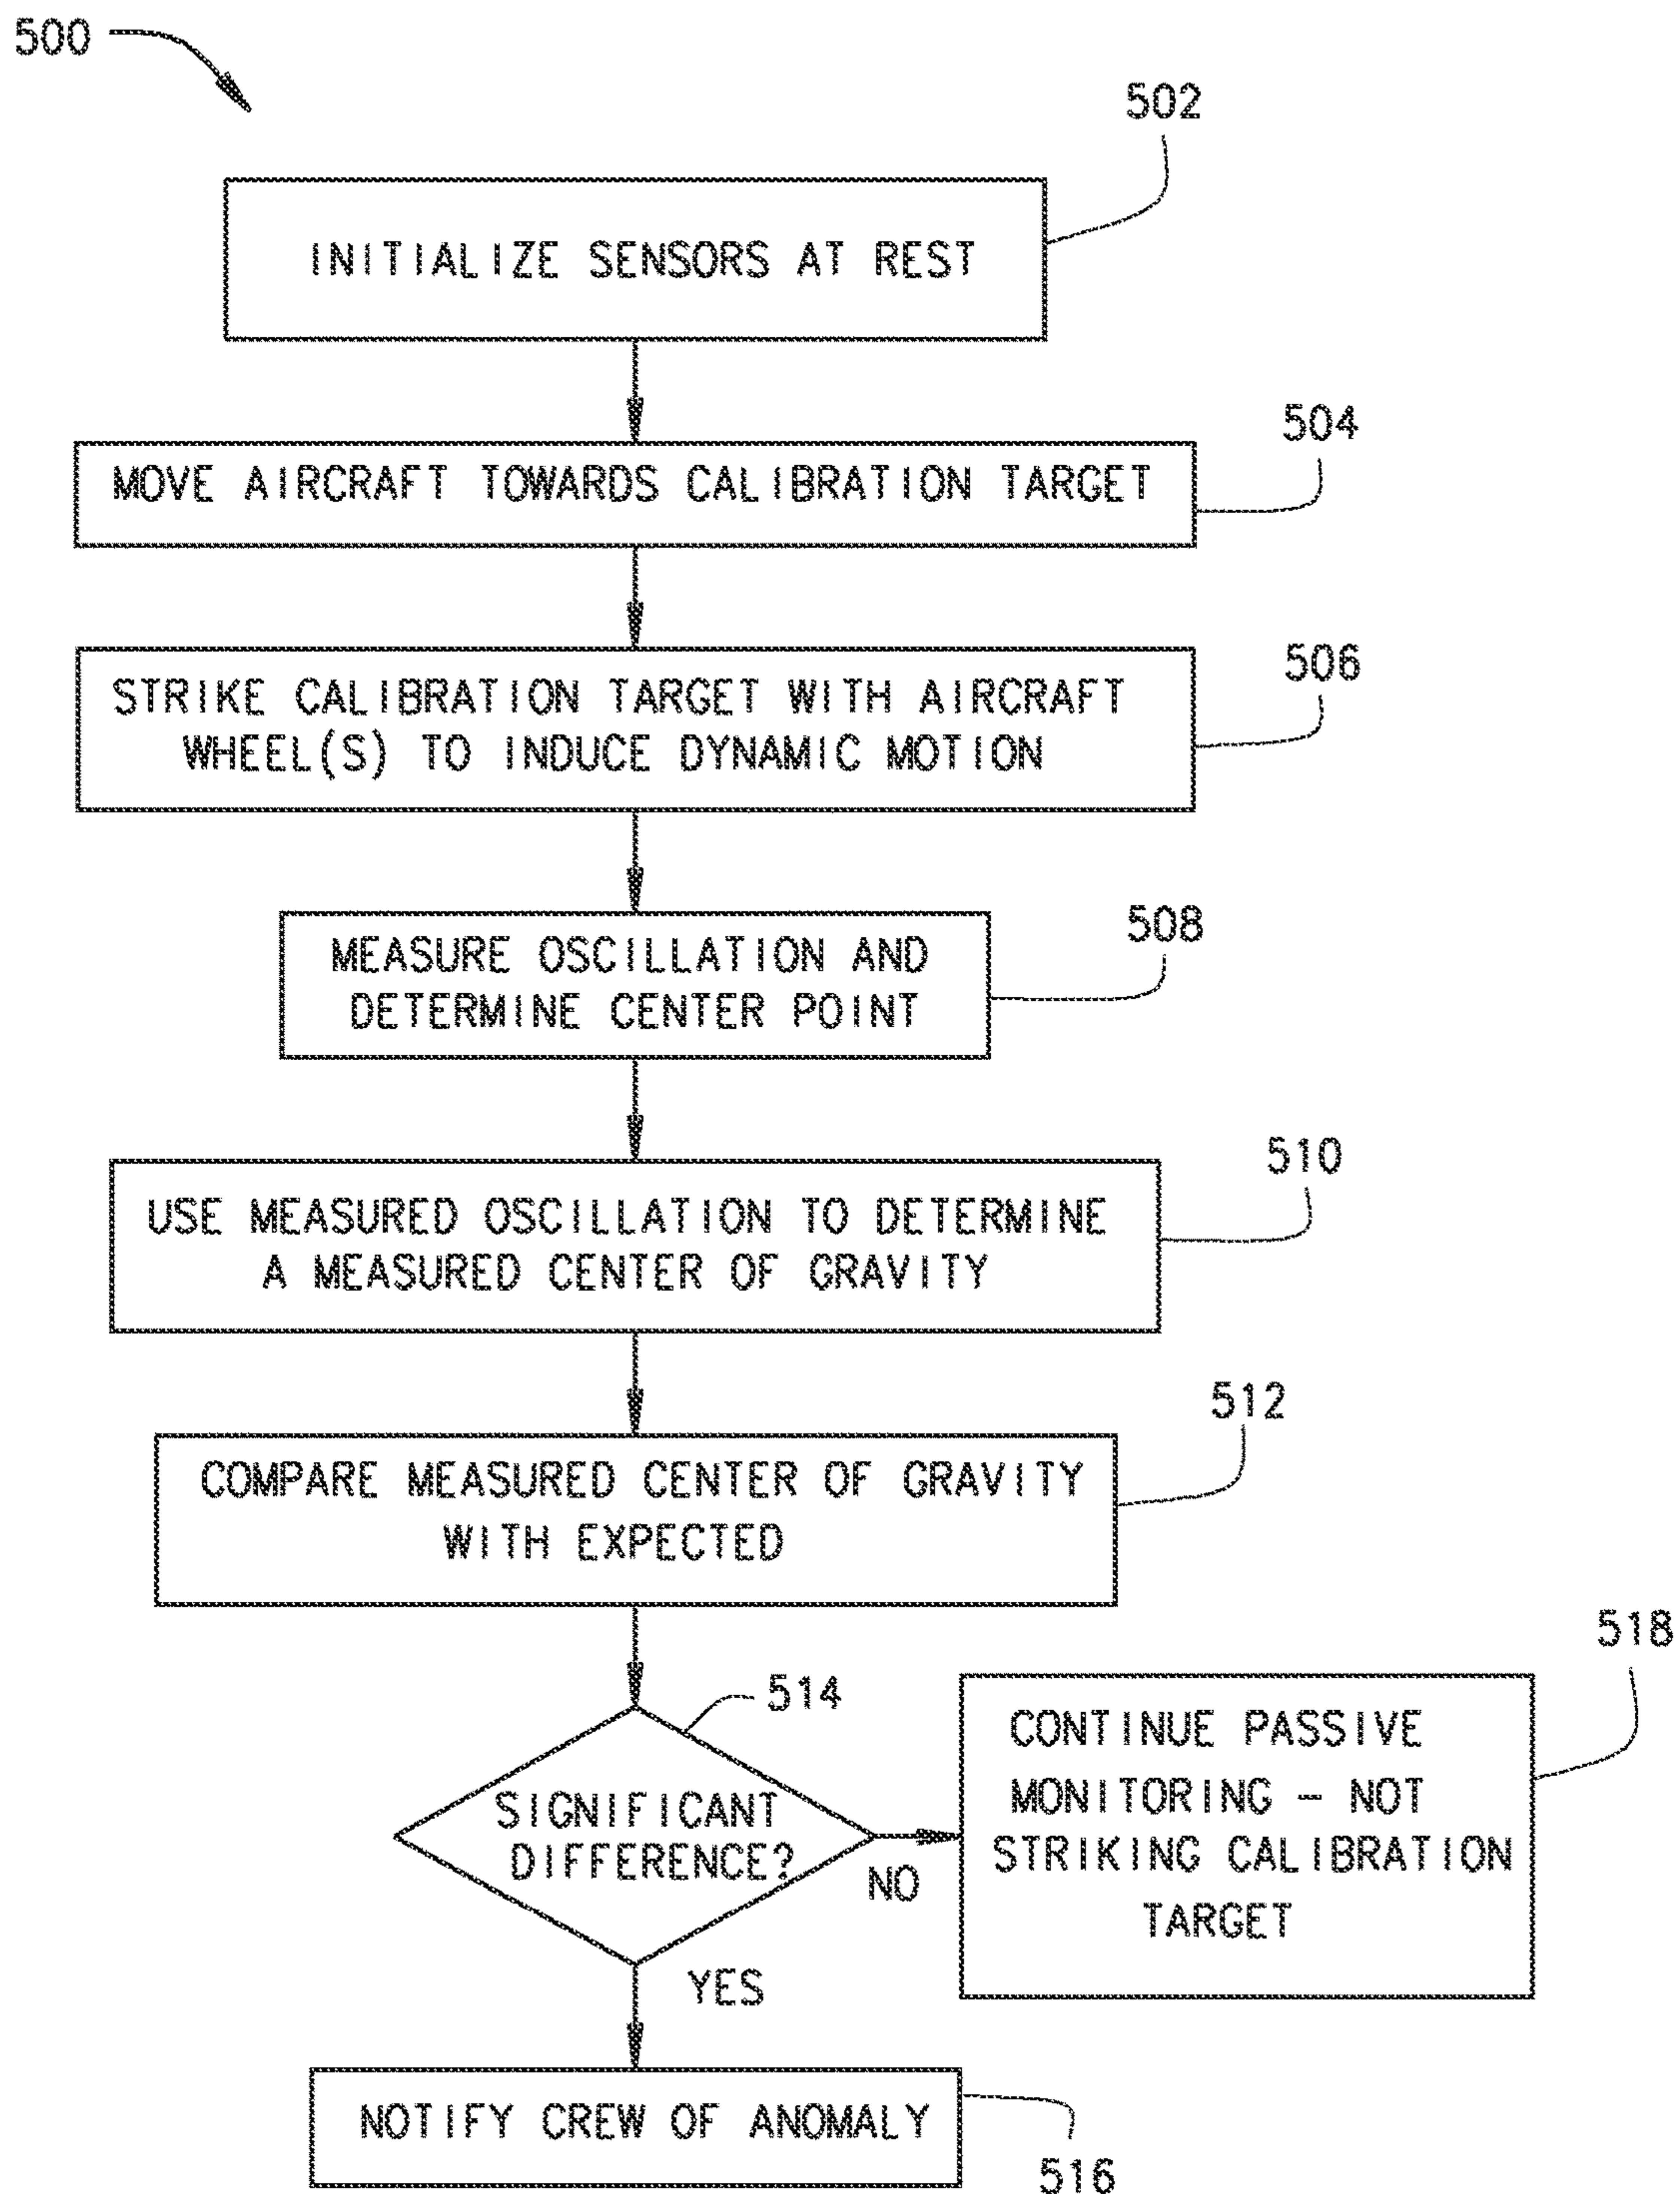 500
502
INITIALIZE SENSORS AT REST
504
MOVE AIRCRAFT TOWARDS CALIBRATION TARGET
506
STRIKE CALIBRATION TARGET WITH AIRCRAFT
WHEEL(S) TO INDUCE DYNAMIC MOTION
508
MEASURE OSCILLATION AND
DETERMINE CENTER POINT
510
USE MEASURED OSCILLATION TO DETERMINE
A MEASURED CENTER OF GRAVITY
512
COMPARE MEASURED CENTER OF GRAVITY
WITH EXPECTED
514
SIGNIFICANT
DIFFERENCE?
NO
518
CONTINUE PASSIVE
MONITORING - NOT
STRIKING CALIBRATION
TARGET
YES
NOTIFY CREW OF ANOMALY
516